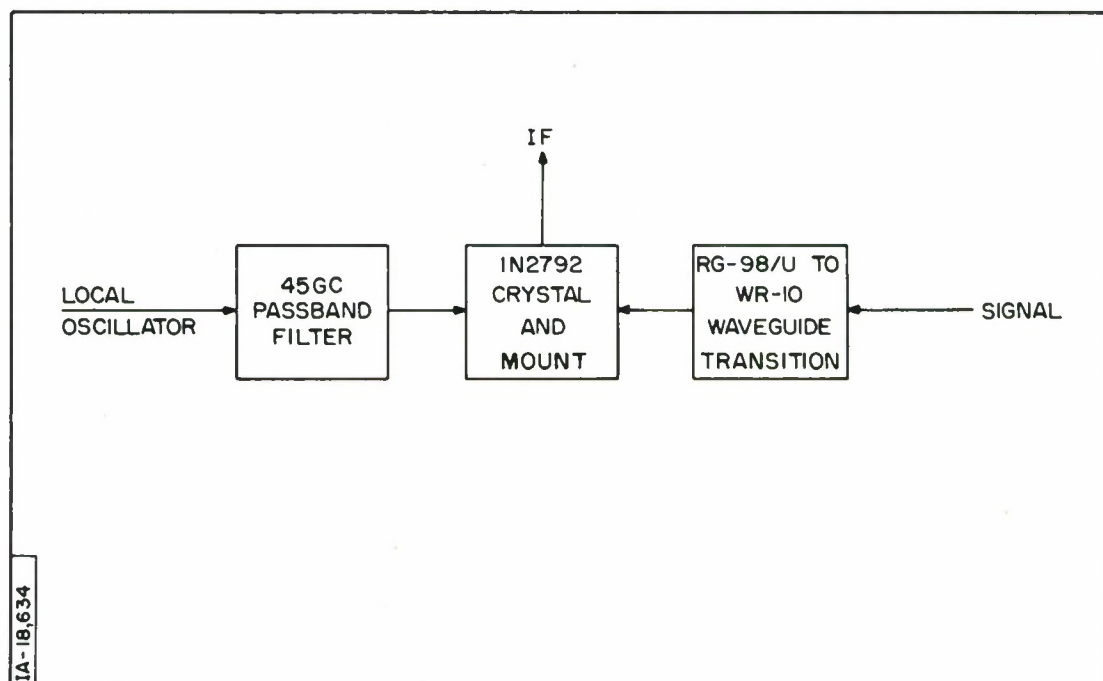 IF
LOCAL
OSCILLATOR
45GC
PASSBAND
FILTER
1N2792
CRYSTAL
AND
MOUNT
RG-98/U TO
WR-10
WAVEGUIDE
TRANSITION
SIGNAL
IA-18,634